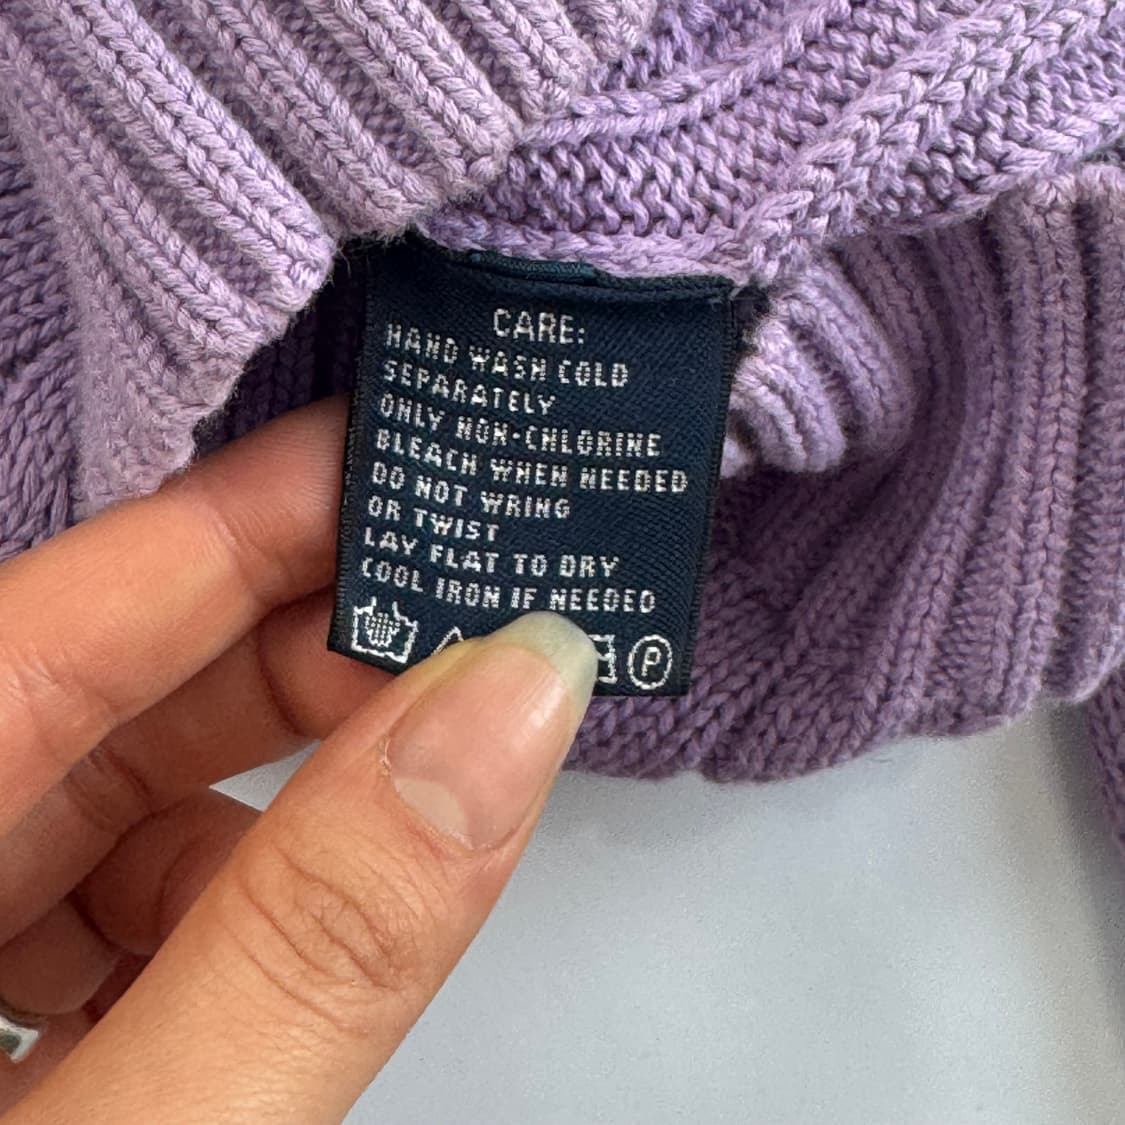 CARE:
HAND WASH COLD
SEPARATELY
ONLY NON-CHLORINE
BLEACH WHEN NEEDED
DO NOT WRING
OR TWIST
LAY FLAT TO DRY
COOL IRON IF NEEDED
P